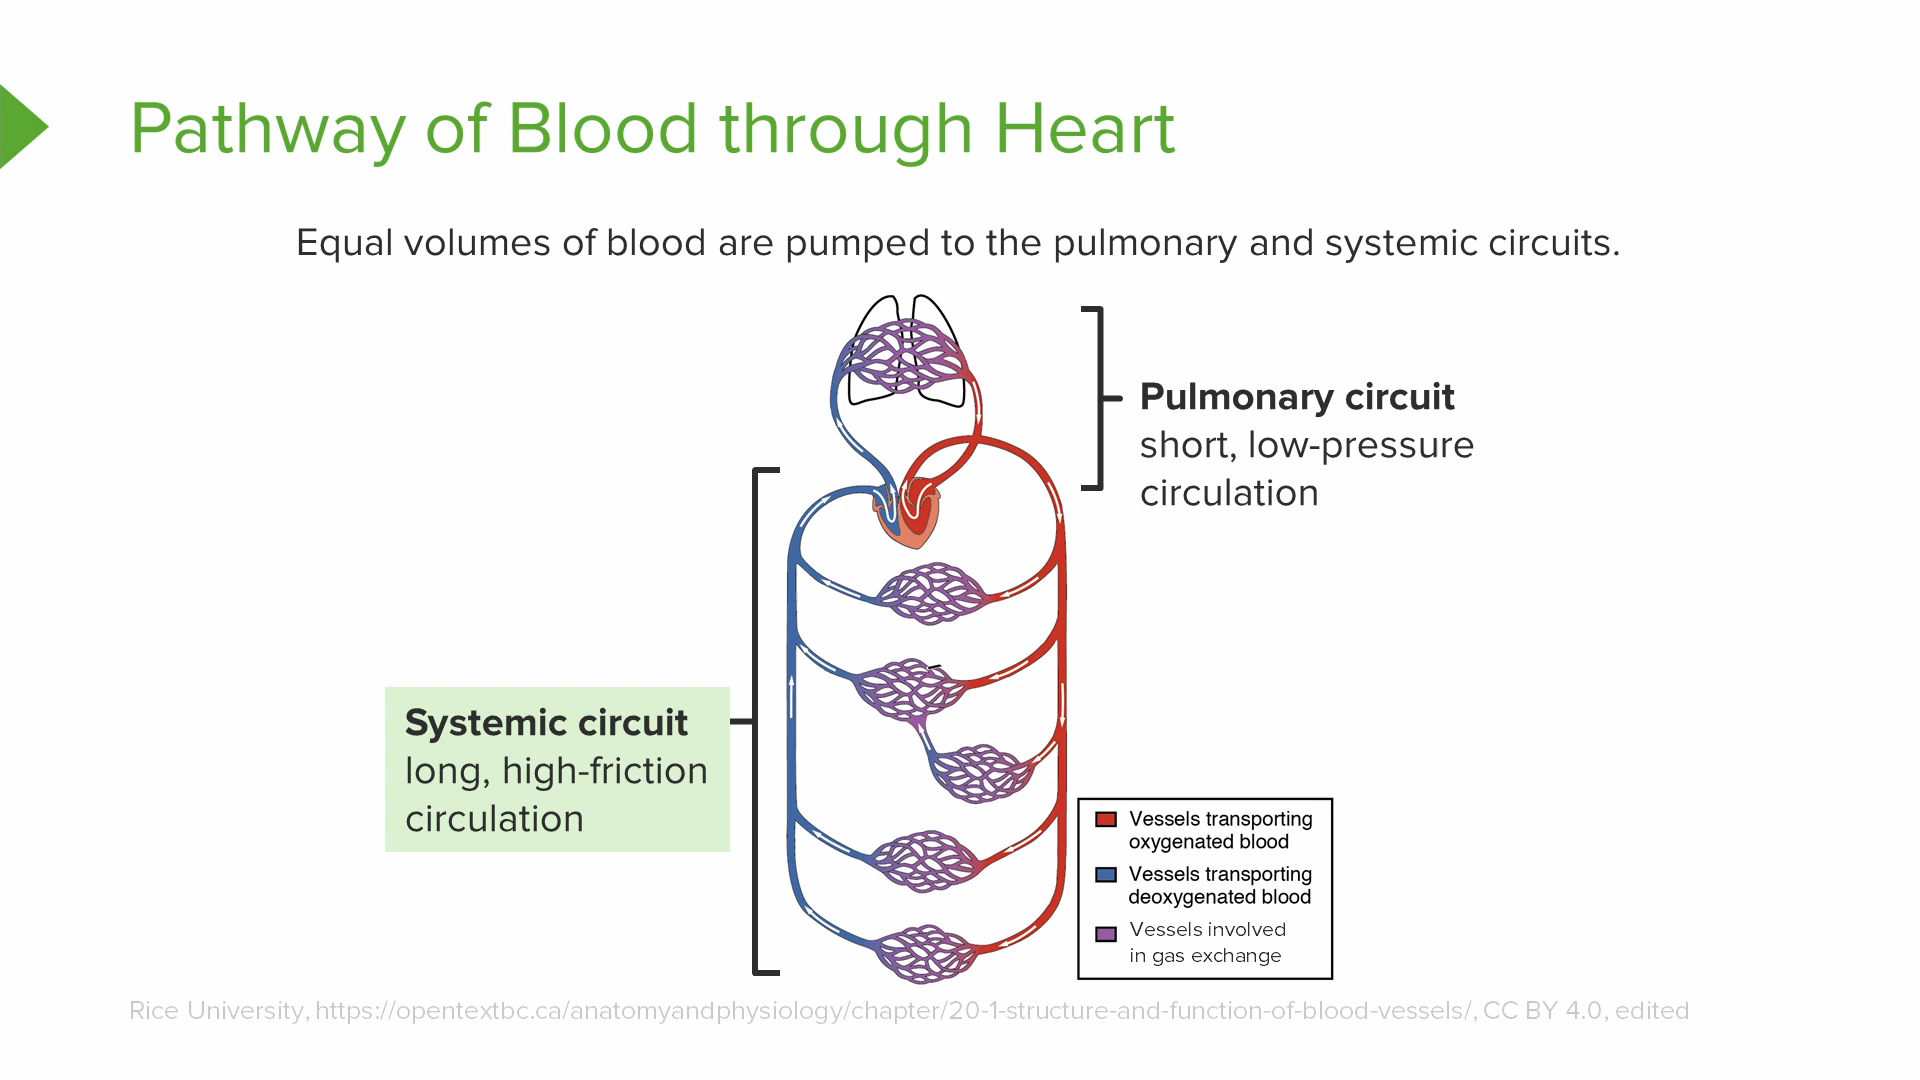 Pathway of Blood through Heart
Equal volumes of blood are pumped to the pulmonary and systemic circuits.
Pulmonary circuit
short, low-pressure
circulation
Systemic circuit
long, high-friction
circulation
Vessels transporting
oxygenated blood
Vessels transporting
deoxygenated blood
Vessels involved
in gas exchange
Rice University, https://opentextbc.ca/anatomyandphysiology/chapter/20-1-structure-and-function-of-blood-vessels/, CC BY 4.0, edited